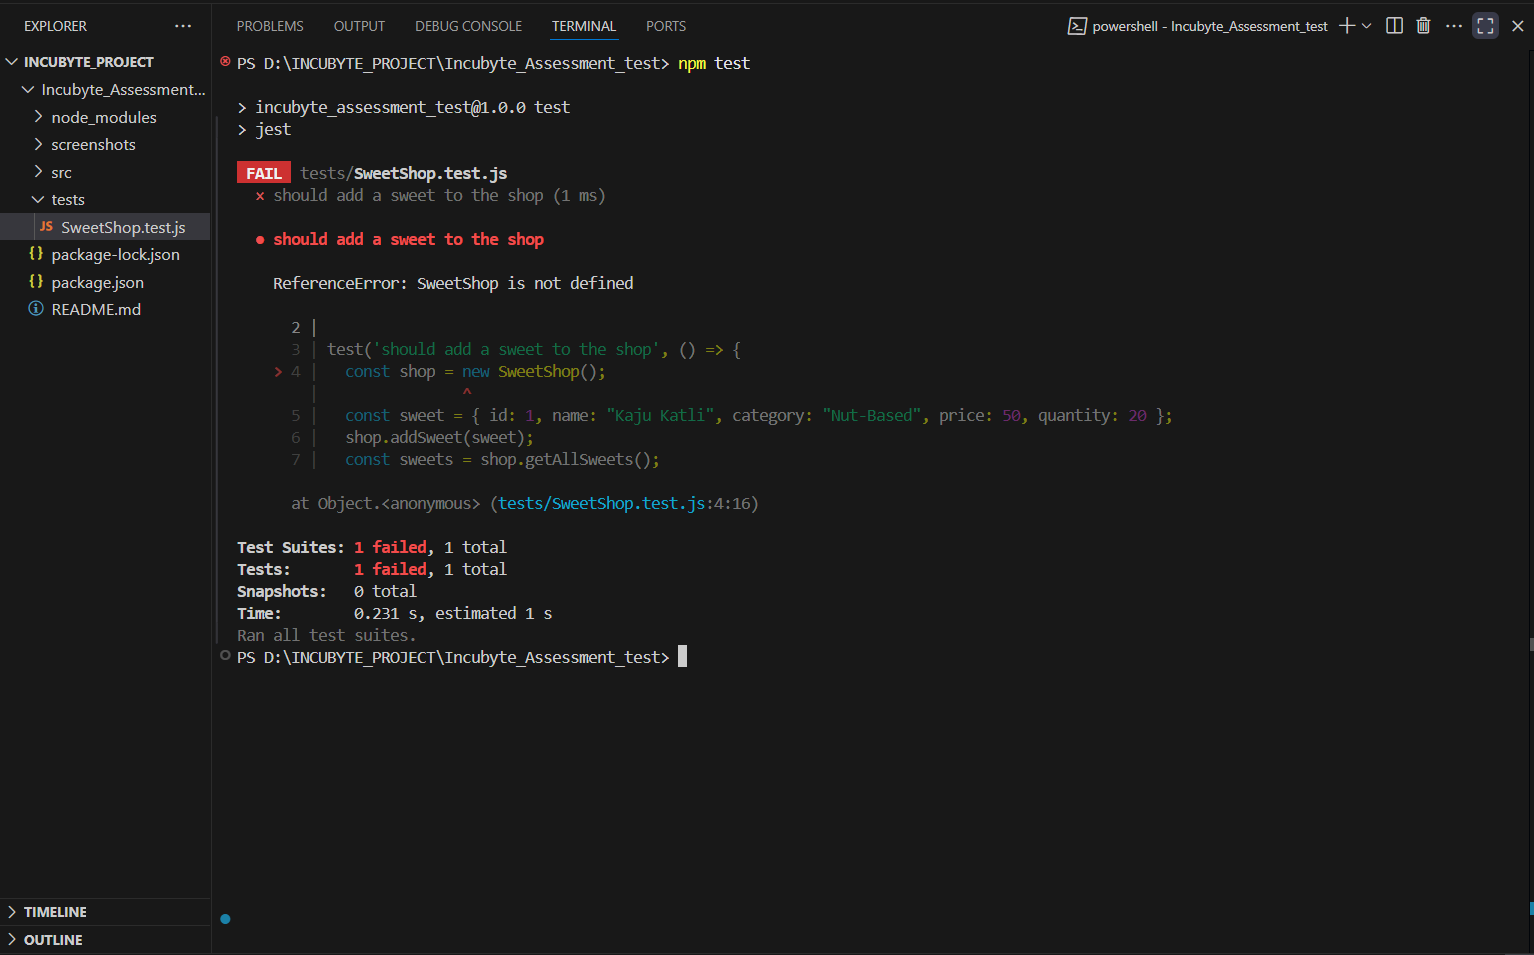 EXPLORER
PROBLEMS OUTPUT DEBUG CONSOLE TERMINAL PORTS
powershell - Incubyte_Assessment_test
INCUBYTE_PROJECT
Incubyte_Assessment...
node_modules
screenshots
src
tests
JS SweetShop.test.js
{} package-lock.json
{} package.json
README.md
TIMELINE
OUTLINE
PS D:\INCUBYTE_PROJECT\Incubyte_Assessment_test> npm test
> incubyte_assessment_test@1.0.0 test
> jest
FAIL tests/SweetShop.test.js
× should add a sweet to the shop (1 ms)
● should add a sweet to the shop
ReferenceError: SweetShop is not defined
2 |
3 | test('should add a sweet to the shop', () => {
> 4 | const shop = new SweetShop();
| ^
5 | const sweet = { id: 1, name: "Kaju Katli", category: "Nut-Based", price: 50, quantity: 20 };
6 | shop.addSweet(sweet);
7 | const sweets = shop.getAllSweets();
at Object.<anonymous> (tests/SweetShop.test.js:4:16)
Test Suites: 1 failed, 1 total
Tests: 1 failed, 1 total
Snapshots: 0 total
Time: 0.231 s, estimated 1 s
Ran all test suites.
PS D:\INCUBYTE_PROJECT\Incubyte_Assessment_test>